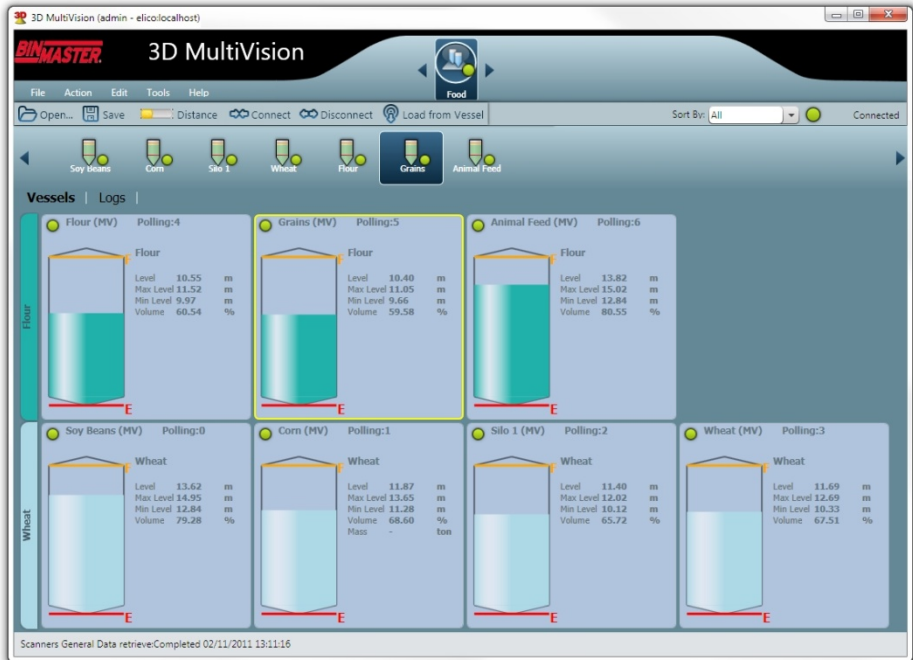 3D MultiVision (admin - elico:localhost)
BINMASTER. 3D MultiVision
Food
File Action Edit Tools Help
Open... Save Distance Connect Disconnect Load from Vessel Sort By: All Connected
Soy Beans Corn Silo 1 Wheat Flour Grains Animal Feed
Vessels | Logs |
Flour
Flour (MV) Polling:4
F
Flour
Level 10.55 m
Max Level 11.52 m
Min Level 9.97 m
Volume 60.54 %
E
Grains (MV) Polling:5
F
Flour
Level 10.40 m
Max Level 11.05 m
Min Level 9.66 m
Volume 59.58 %
E
Animal Feed (MV) Polling:6
F
Flour
Level 13.82 m
Max Level 15.02 m
Min Level 12.84 m
Volume 80.55 %
E
Wheat
Soy Beans (MV) Polling:0
F
Wheat
Level 13.62 m
Max Level 14.95 m
Min Level 12.84 m
Volume 79.28 %
E
Corn (MV) Polling:1
F
Wheat
Level 11.87 m
Max Level 13.65 m
Min Level 11.28 m
Volume 68.60 %
Mass - ton
E
Silo 1 (MV) Polling:2
F
Wheat
Level 11.40 m
Max Level 12.02 m
Min Level 10.12 m
Volume 65.72 %
E
Wheat (MV) Polling:3
F
Wheat
Level 11.69 m
Max Level 12.69 m
Min Level 10.33 m
Volume 67.51 %
E
Scanners General Data retrieve:Completed 02/11/2011 13:11:16